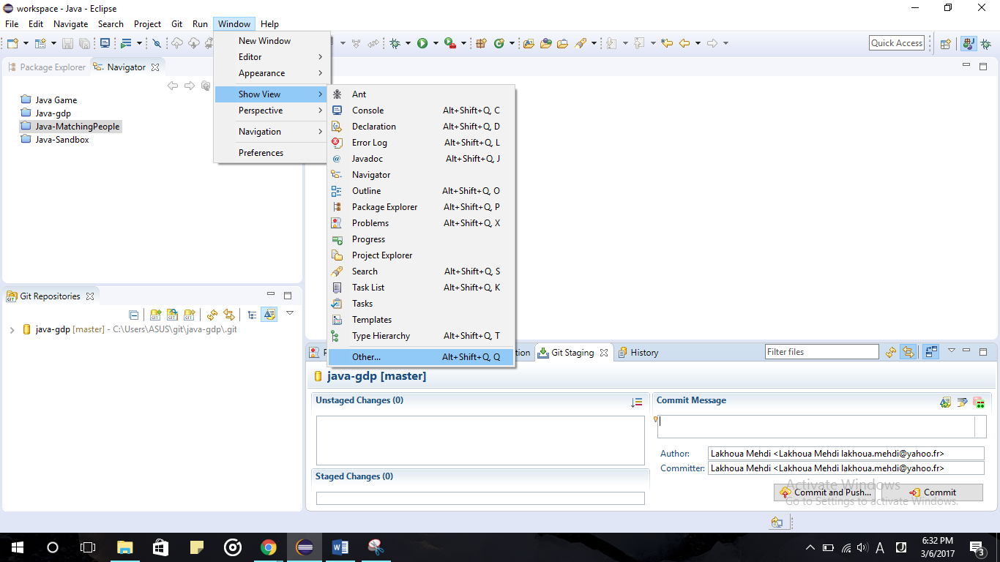 workspace - Java - Eclipse
File Edit Navigate Search Project Git Run Window Help
Quick Access
Package Explorer Navigator
Java Game
Java-gdp
Java-MatchingPeople
Java-Sandbox
New Window
Editor
Appearance
Show View
Perspective
Navigation
Preferences
Ant
Console Alt+Shift+Q, C
Declaration Alt+Shift+Q, D
Error Log Alt+Shift+Q, L
Javadoc Alt+Shift+Q, J
Navigator
Outline Alt+Shift+Q, O
Package Explorer Alt+Shift+Q, P
Problems Alt+Shift+Q, X
Progress
Project Explorer
Search Alt+Shift+Q, S
Task List Alt+Shift+Q, K
Tasks
Templates
Type Hierarchy Alt+Shift+Q, T
Other... Alt+Shift+Q, Q
Git Repositories
java-gdp [master] - C:\Users\ASUS\git\java-gdp\.git
tion Git Staging History Filter files
java-gdp [master]
Unstaged Changes (0)
Staged Changes (0)
Commit Message
Author: Lakhoua Mehdi <Lakhoua Mehdi lakhoua.mehdi@yahoo.fr>
Committer: Lakhoua Mehdi <Lakhoua Mehdi lakhoua.mehdi@yahoo.fr>
Activate Windows
Commit and Push... Commit
Go to Settings to activate Windows.
6:32 PM
3/6/2017
3